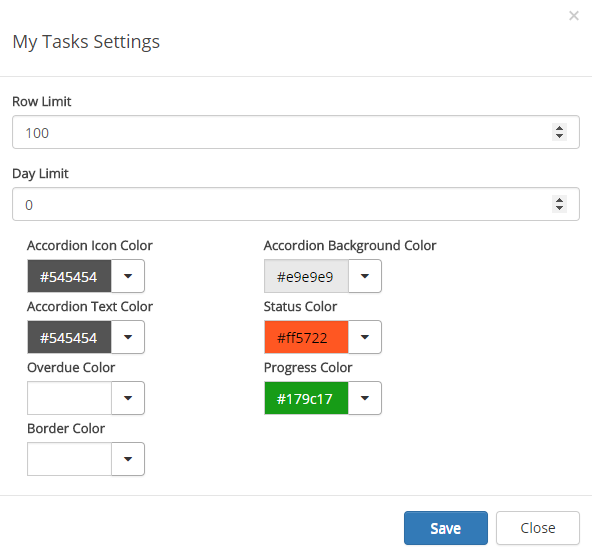 ×
My Tasks Settings
Row Limit
100
Day Limit
0
Accordion Icon Color Accordion Background Color
#545454 #e9e9e9
Accordion Text Color Status Color
#545454 #ff5722
Overdue Color Progress Color
#179c17
Border Color
Save Close